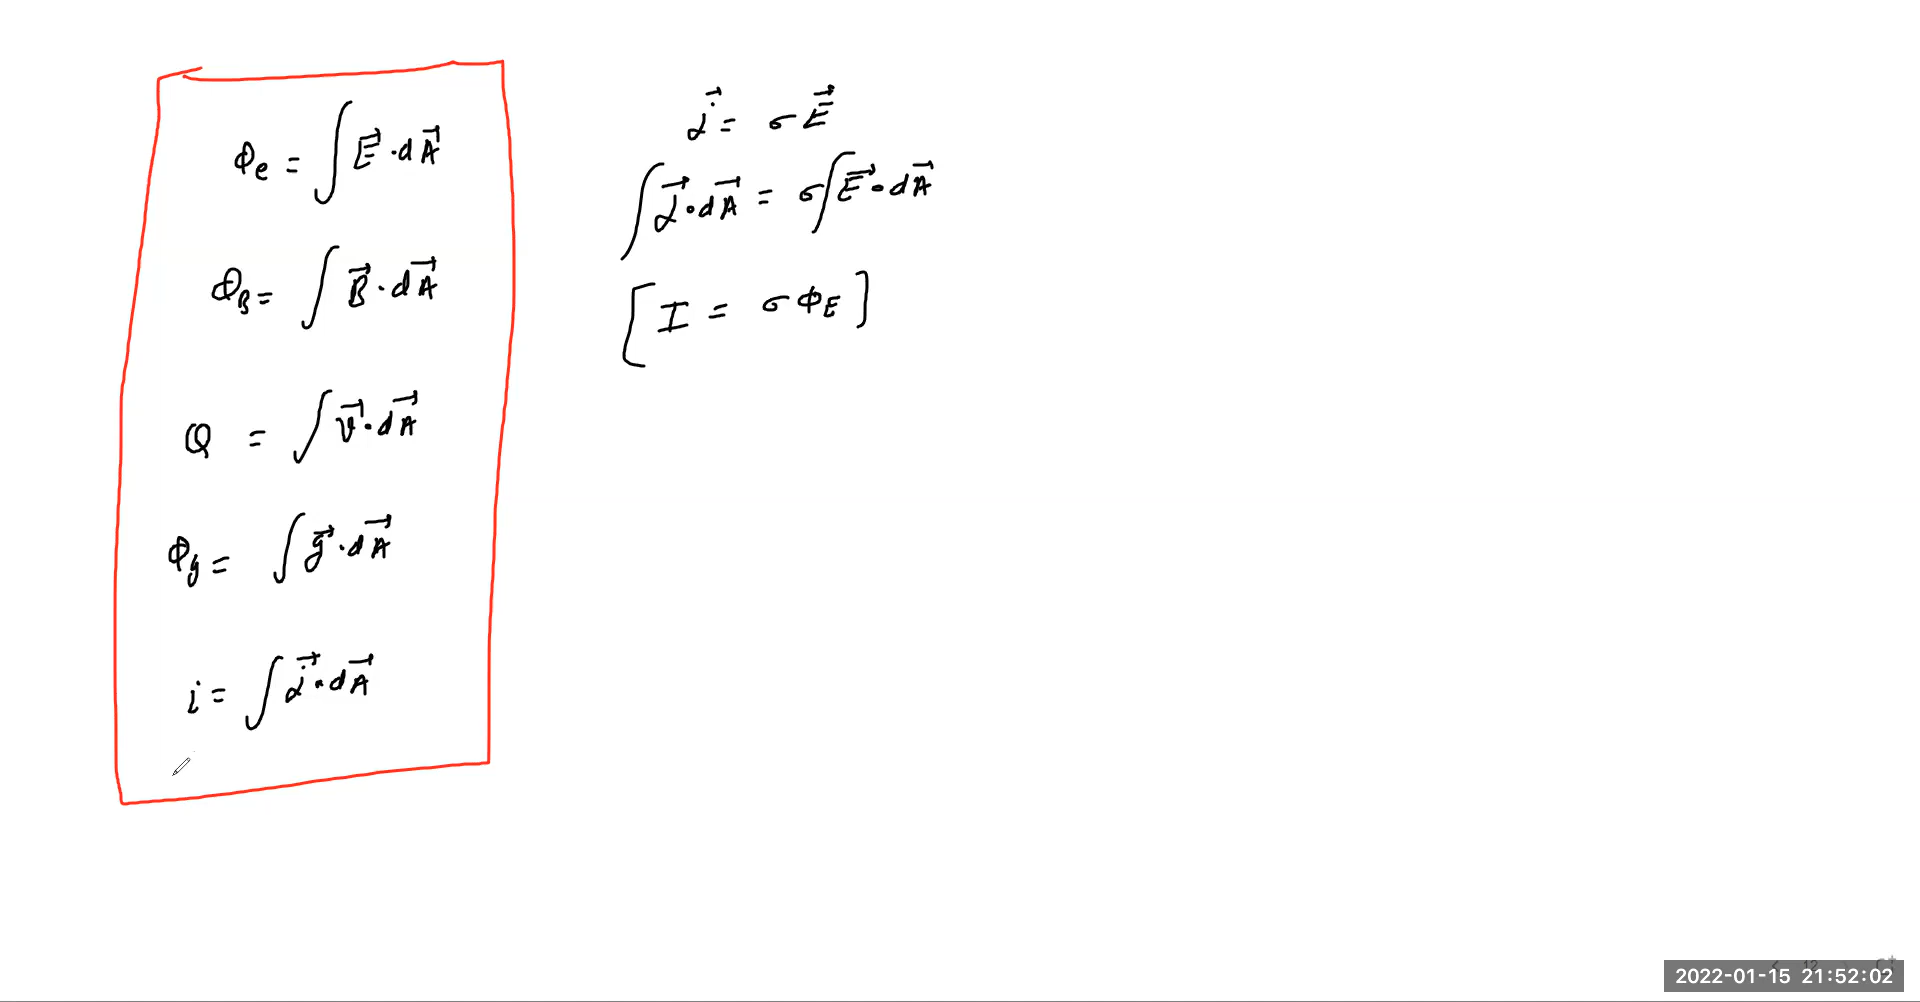 Φe = ∫ E⃗ · dA⃗
ΦB = ∫ B⃗ · dA⃗
Q = ∫ v⃗ · dA⃗
Φg = ∫ g⃗ · dA⃗
i = ∫ j⃗ · dA⃗
j⃗ = σ E⃗
∫ j⃗ · dA⃗ = σ ∫ E⃗ · dA⃗
[ I = σ ΦE ]
2022-01-15 21:52:02